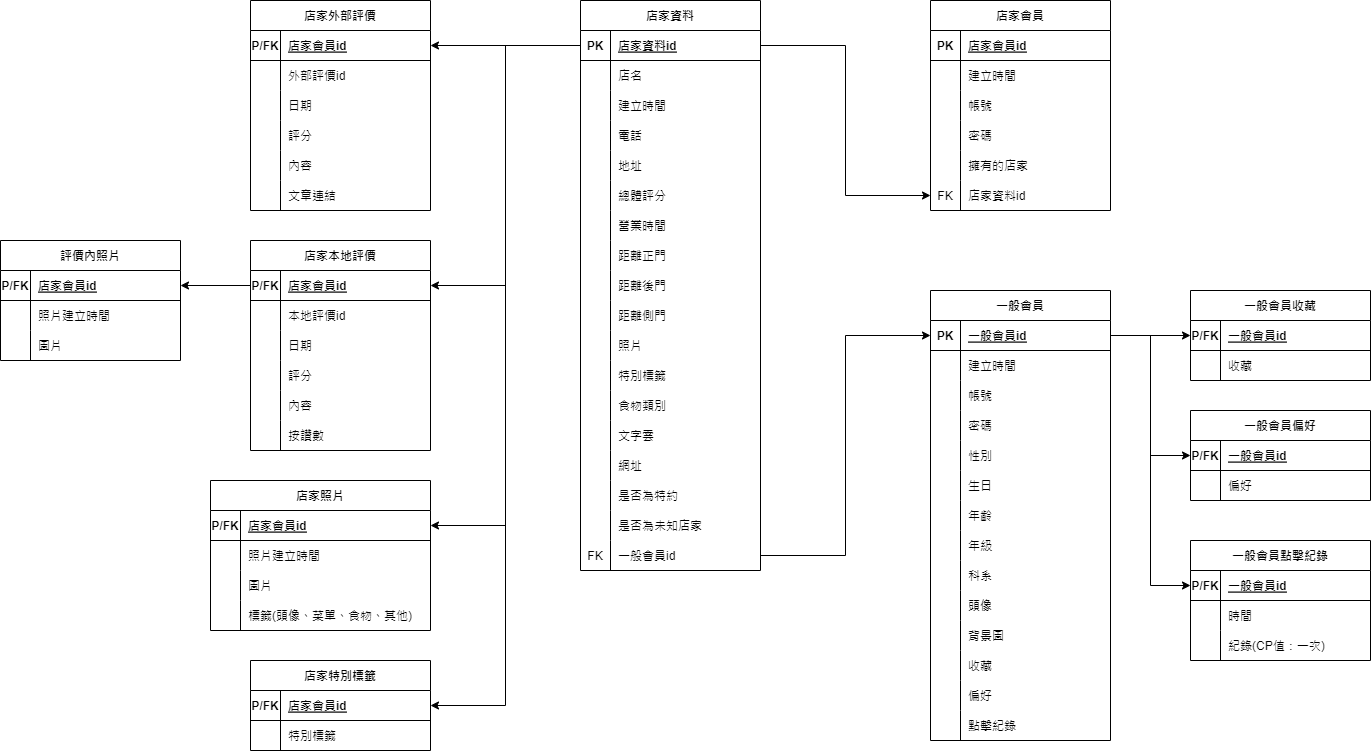 店家外部評價
P/FK 店家會員id
外部評價id
日期
評分
內容
文章連結
店家資料
PK 店家資料id
店名
建立時間
電話
地址
總體評分
營業時間
距離正門
距離後門
距離側門
照片
特別標籤
食物類別
文字雲
網址
是否為特約
是否為未知店家
FK 一般會員id
店家會員
PK 店家會員id
建立時間
帳號
密碼
擁有的店家
FK 店家資料id
評價內照片
P/FK 店家會員id
照片建立時間
圖片
店家本地評價
P/FK 店家會員id
本地評價id
日期
評分
內容
按讚數
一般會員
PK 一般會員id
建立時間
帳號
密碼
性別
生日
年齡
年級
科系
頭像
背景圖
收藏
偏好
點擊紀錄
一般會員收藏
P/FK 一般會員id
收藏
一般會員偏好
P/FK 一般會員id
偏好
一般會員點擊紀錄
P/FK 一般會員id
時間
紀錄(CP值：一次)
店家照片
P/FK 店家會員id
照片建立時間
圖片
標籤(頭像、菜單、食物、其他)
店家特別標籤
P/FK 店家會員id
特別標籤